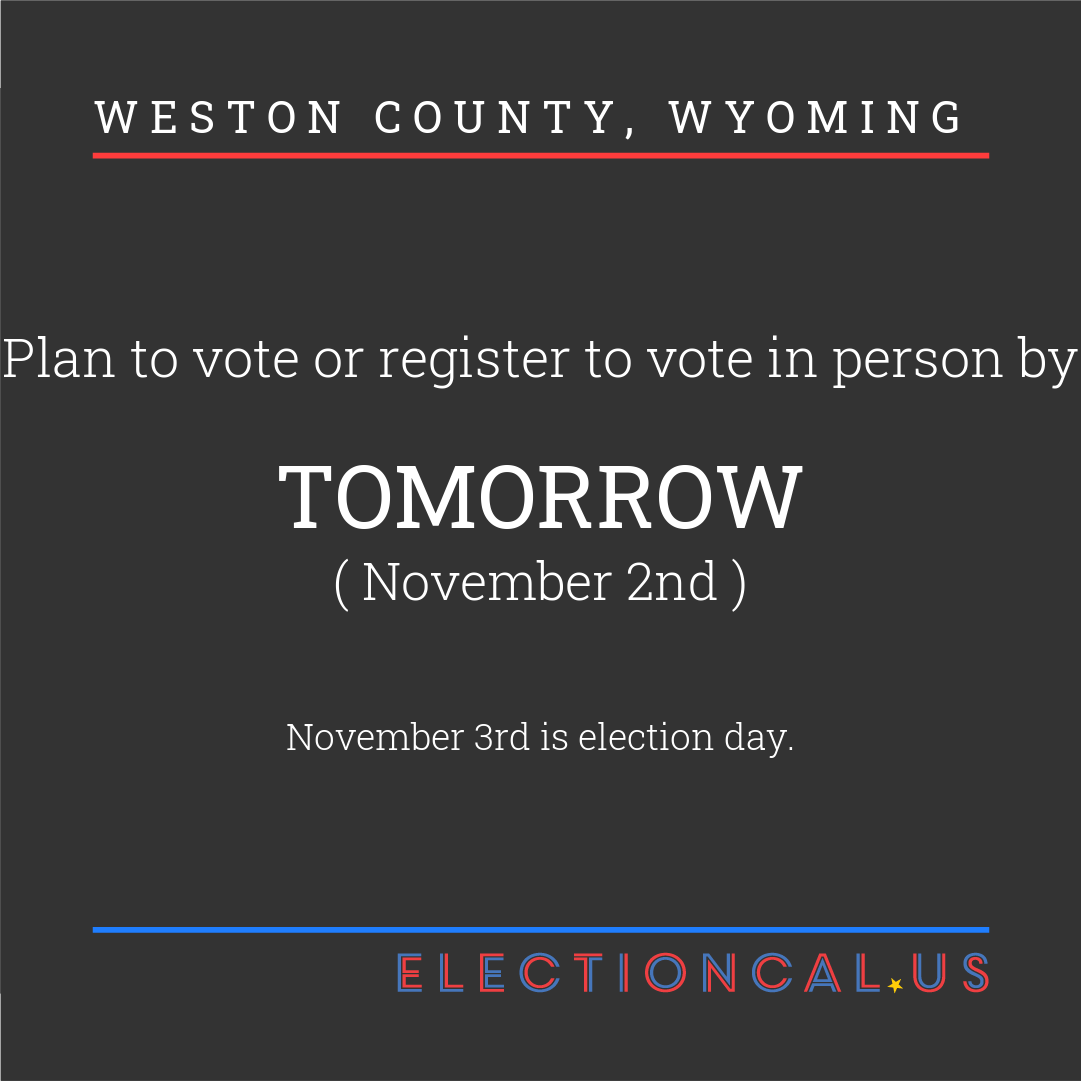 WESTON COUNTY, WYOMING
Plan to vote or register to vote in person by
TOMORROW
( November 2nd )
November 3rd is election day.
ELECTIONCAL.US